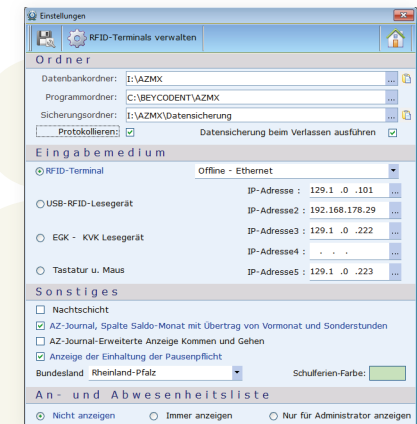 Einstellungen
RFID-Terminals verwalten
Ordner
Datenbankordner: I:\AZMX ...
Programmordner: C:\BEYCODENT\AZMX ...
Sicherungsordner: I:\AZMX\Datensicherung ...
Protokollieren: Datensicherung beim Verlassen ausführen
Eingabemedium
RFID-Terminal Offline - Ethernet
IP-Adresse : 129.1 .0 .101 ...
USB-RFID-Lesegerät IP-Adresse2 : 192.168.178.29 ...
IP-Adresse3 : 129.1 .0 .222 ...
EGK - KVK Lesegerät
IP-Adresse4 : . . . ...
Tastatur u. Maus IP-Adresse5 : 129.1 .0 .223 ...
Sonstiges
Nachtschicht
AZ-Journal, Spalte Saldo-Monat mit Übertrag von Vormonat und Sonderstunden
AZ-Journal-Erweiterte Anzeige Kommen und Gehen
Anzeige der Einhaltung der Pausenpflicht
Bundesland Rheinland-Pfalz Schulferien-Farbe:
An- und Abwesenheitsliste
Nicht anzeigen Immer anzeigen Nur für Administrator anzeigen